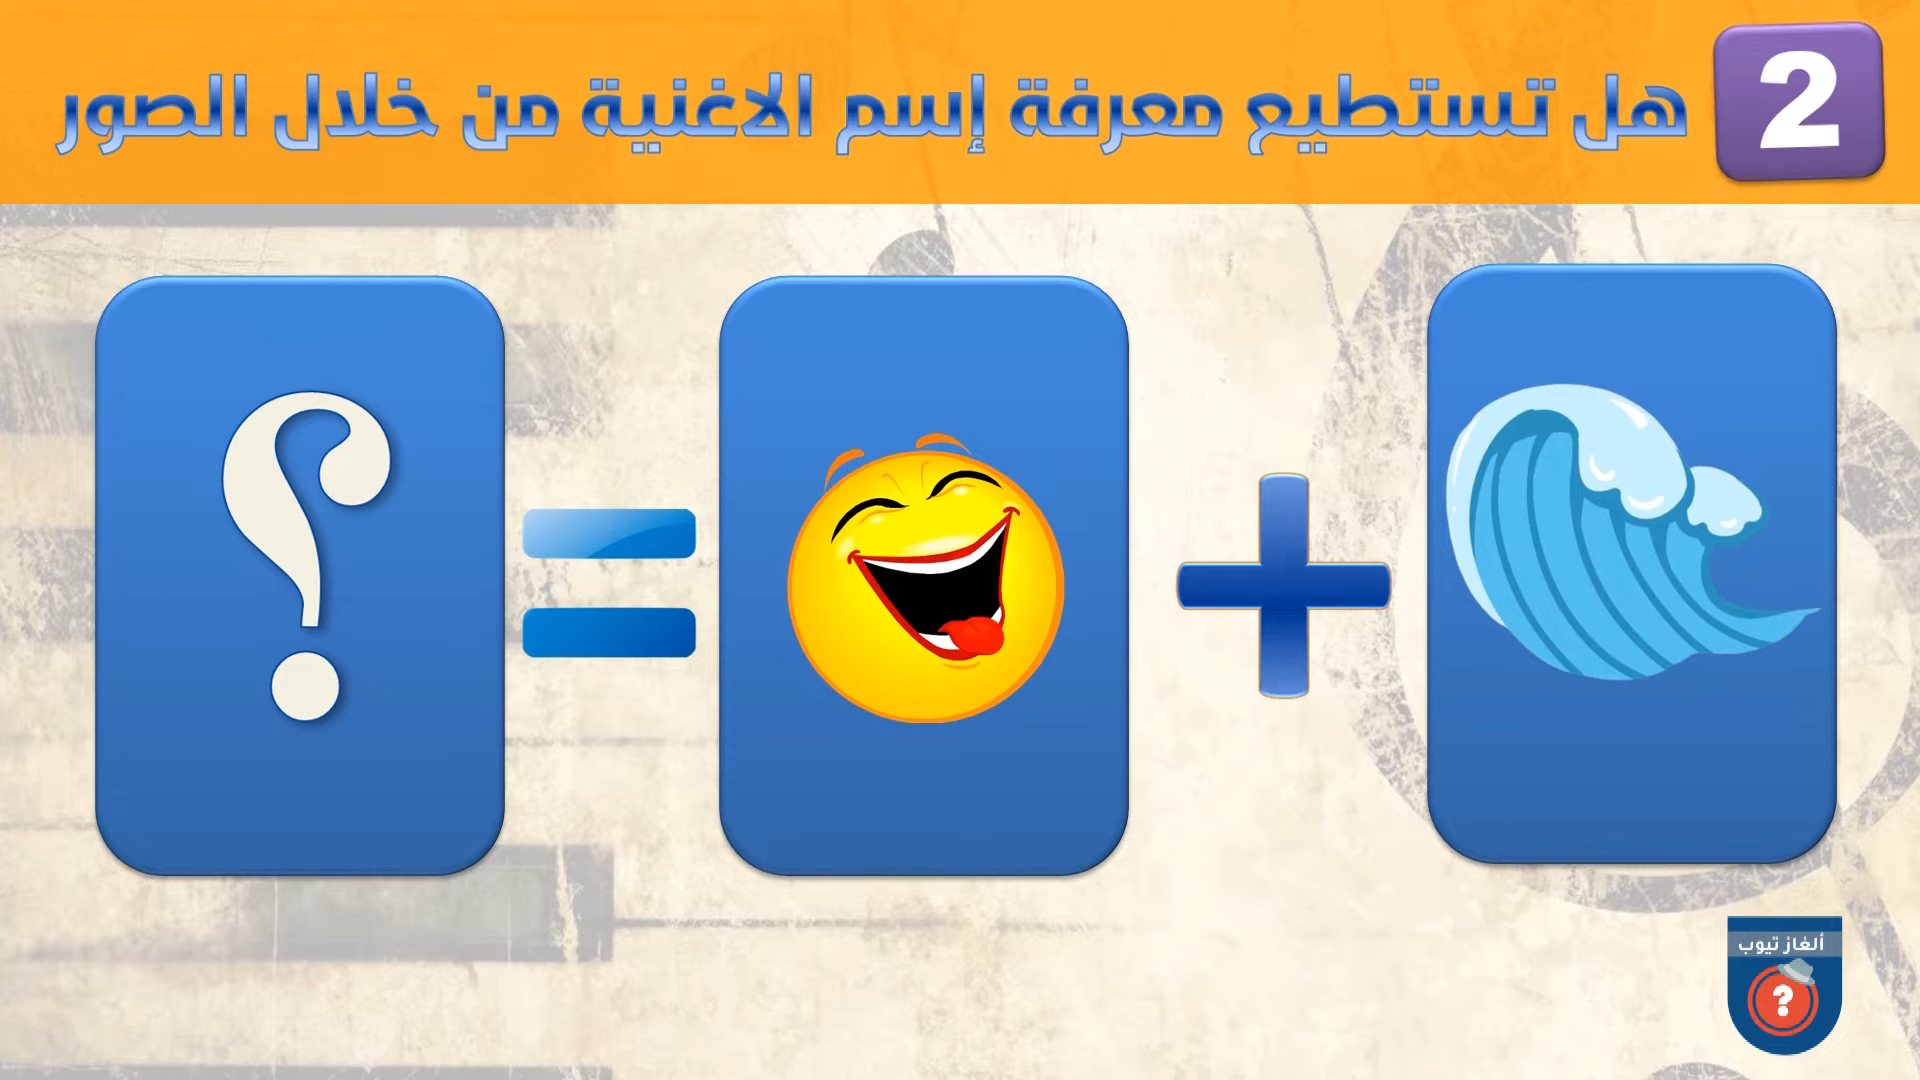 2
هل تستطيع معرفة إسم الاغنية من خلال الصور
؟
ألغاز تيوب
?